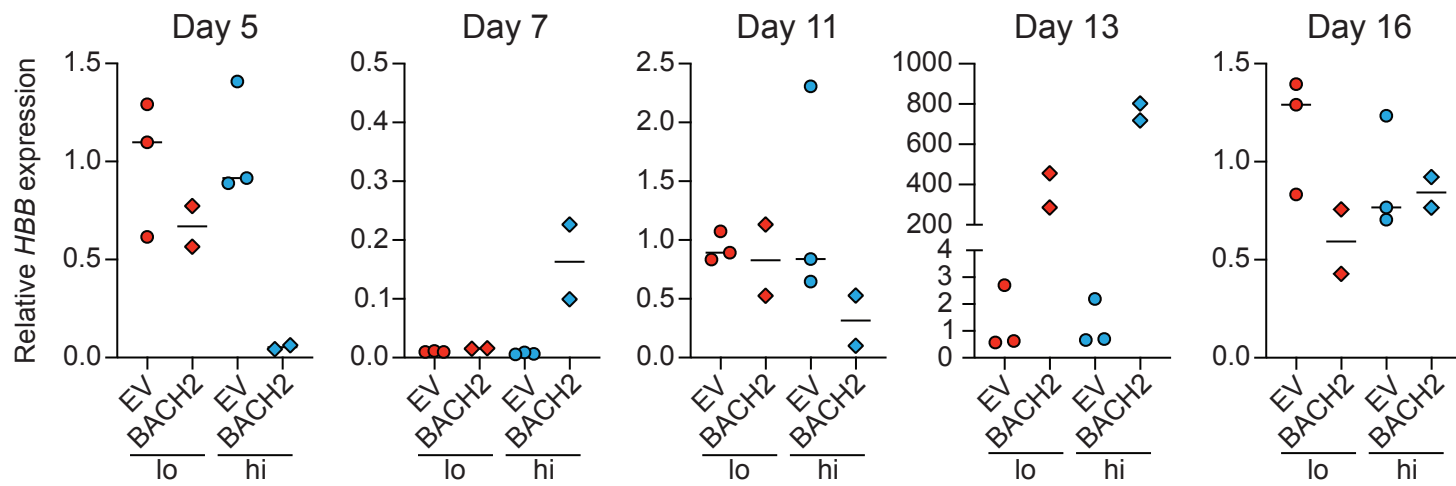 Day 5
Day 7
Day 11
Day 13
Day 16
Relative HBB expression
1.5
1.0
0.5
0.0
EV
BACH2
EV
BACH2
lo
hi
0.5
0.4
0.3
0.2
0.1
0.0
EV
BACH2
EV
BACH2
lo
hi
2.5
2.0
1.5
1.0
0.5
0.0
EV
BACH2
EV
BACH2
lo
hi
1000
800
600
400
200
4
3
2
1
0
EV
BACH2
EV
BACH2
lo
hi
1.5
1.0
0.5
0.0
EV
BACH2
EV
BACH2
lo
hi